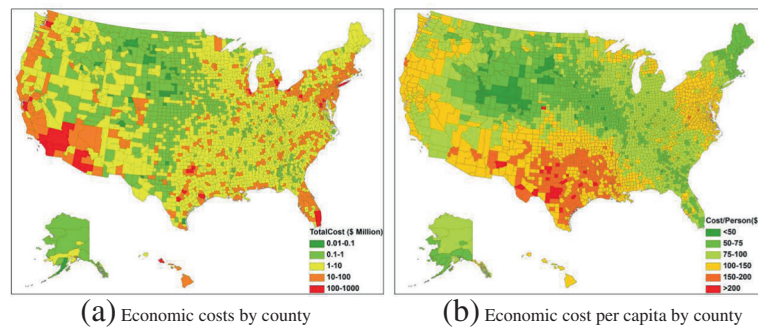 TotalCost ($ Million)
0.01-0.1
0.1-1
1-10
10-100
100-1000
(a) Economic costs by county
Cost/Person($
<50
50-75
75-100
100-150
150-200
>200
(b) Economic cost per capita by county